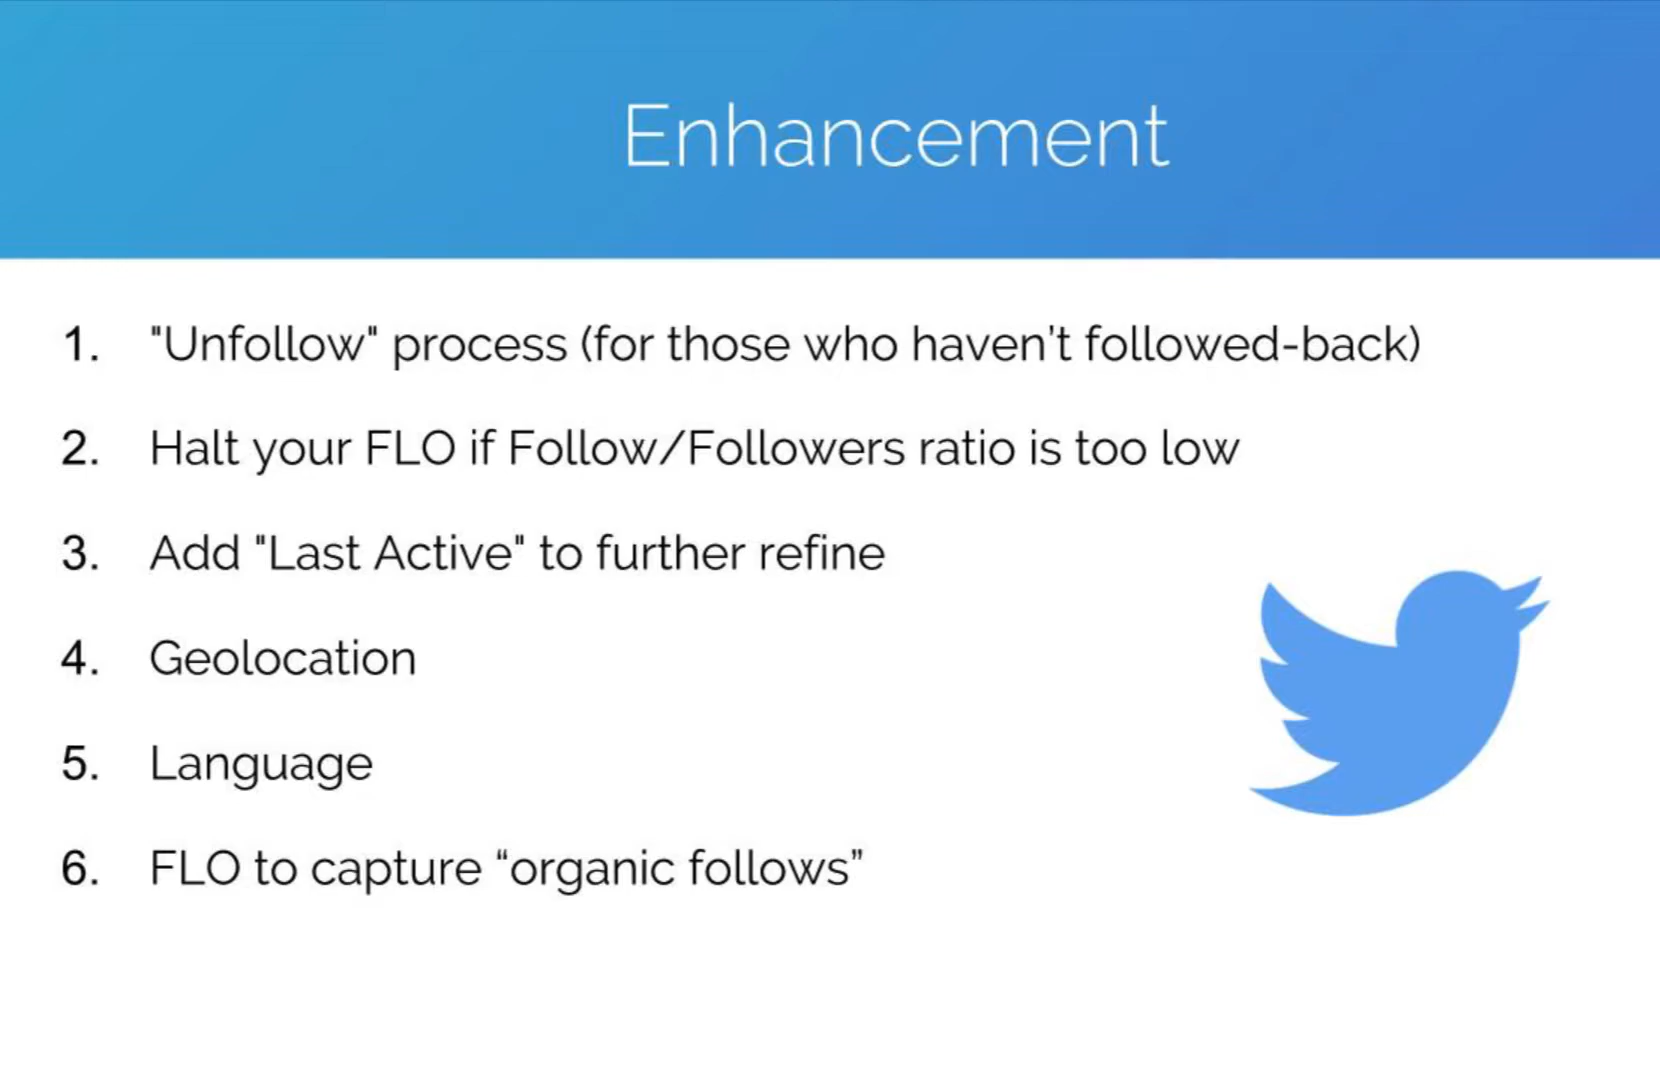 Enhancement
1. "Unfollow" process (for those who haven’t followed-back)
2. Halt your FLO if Follow/Followers ratio is too low
3. Add "Last Active" to further refine
4. Geolocation
5. Language
6. FLO to capture “organic follows”